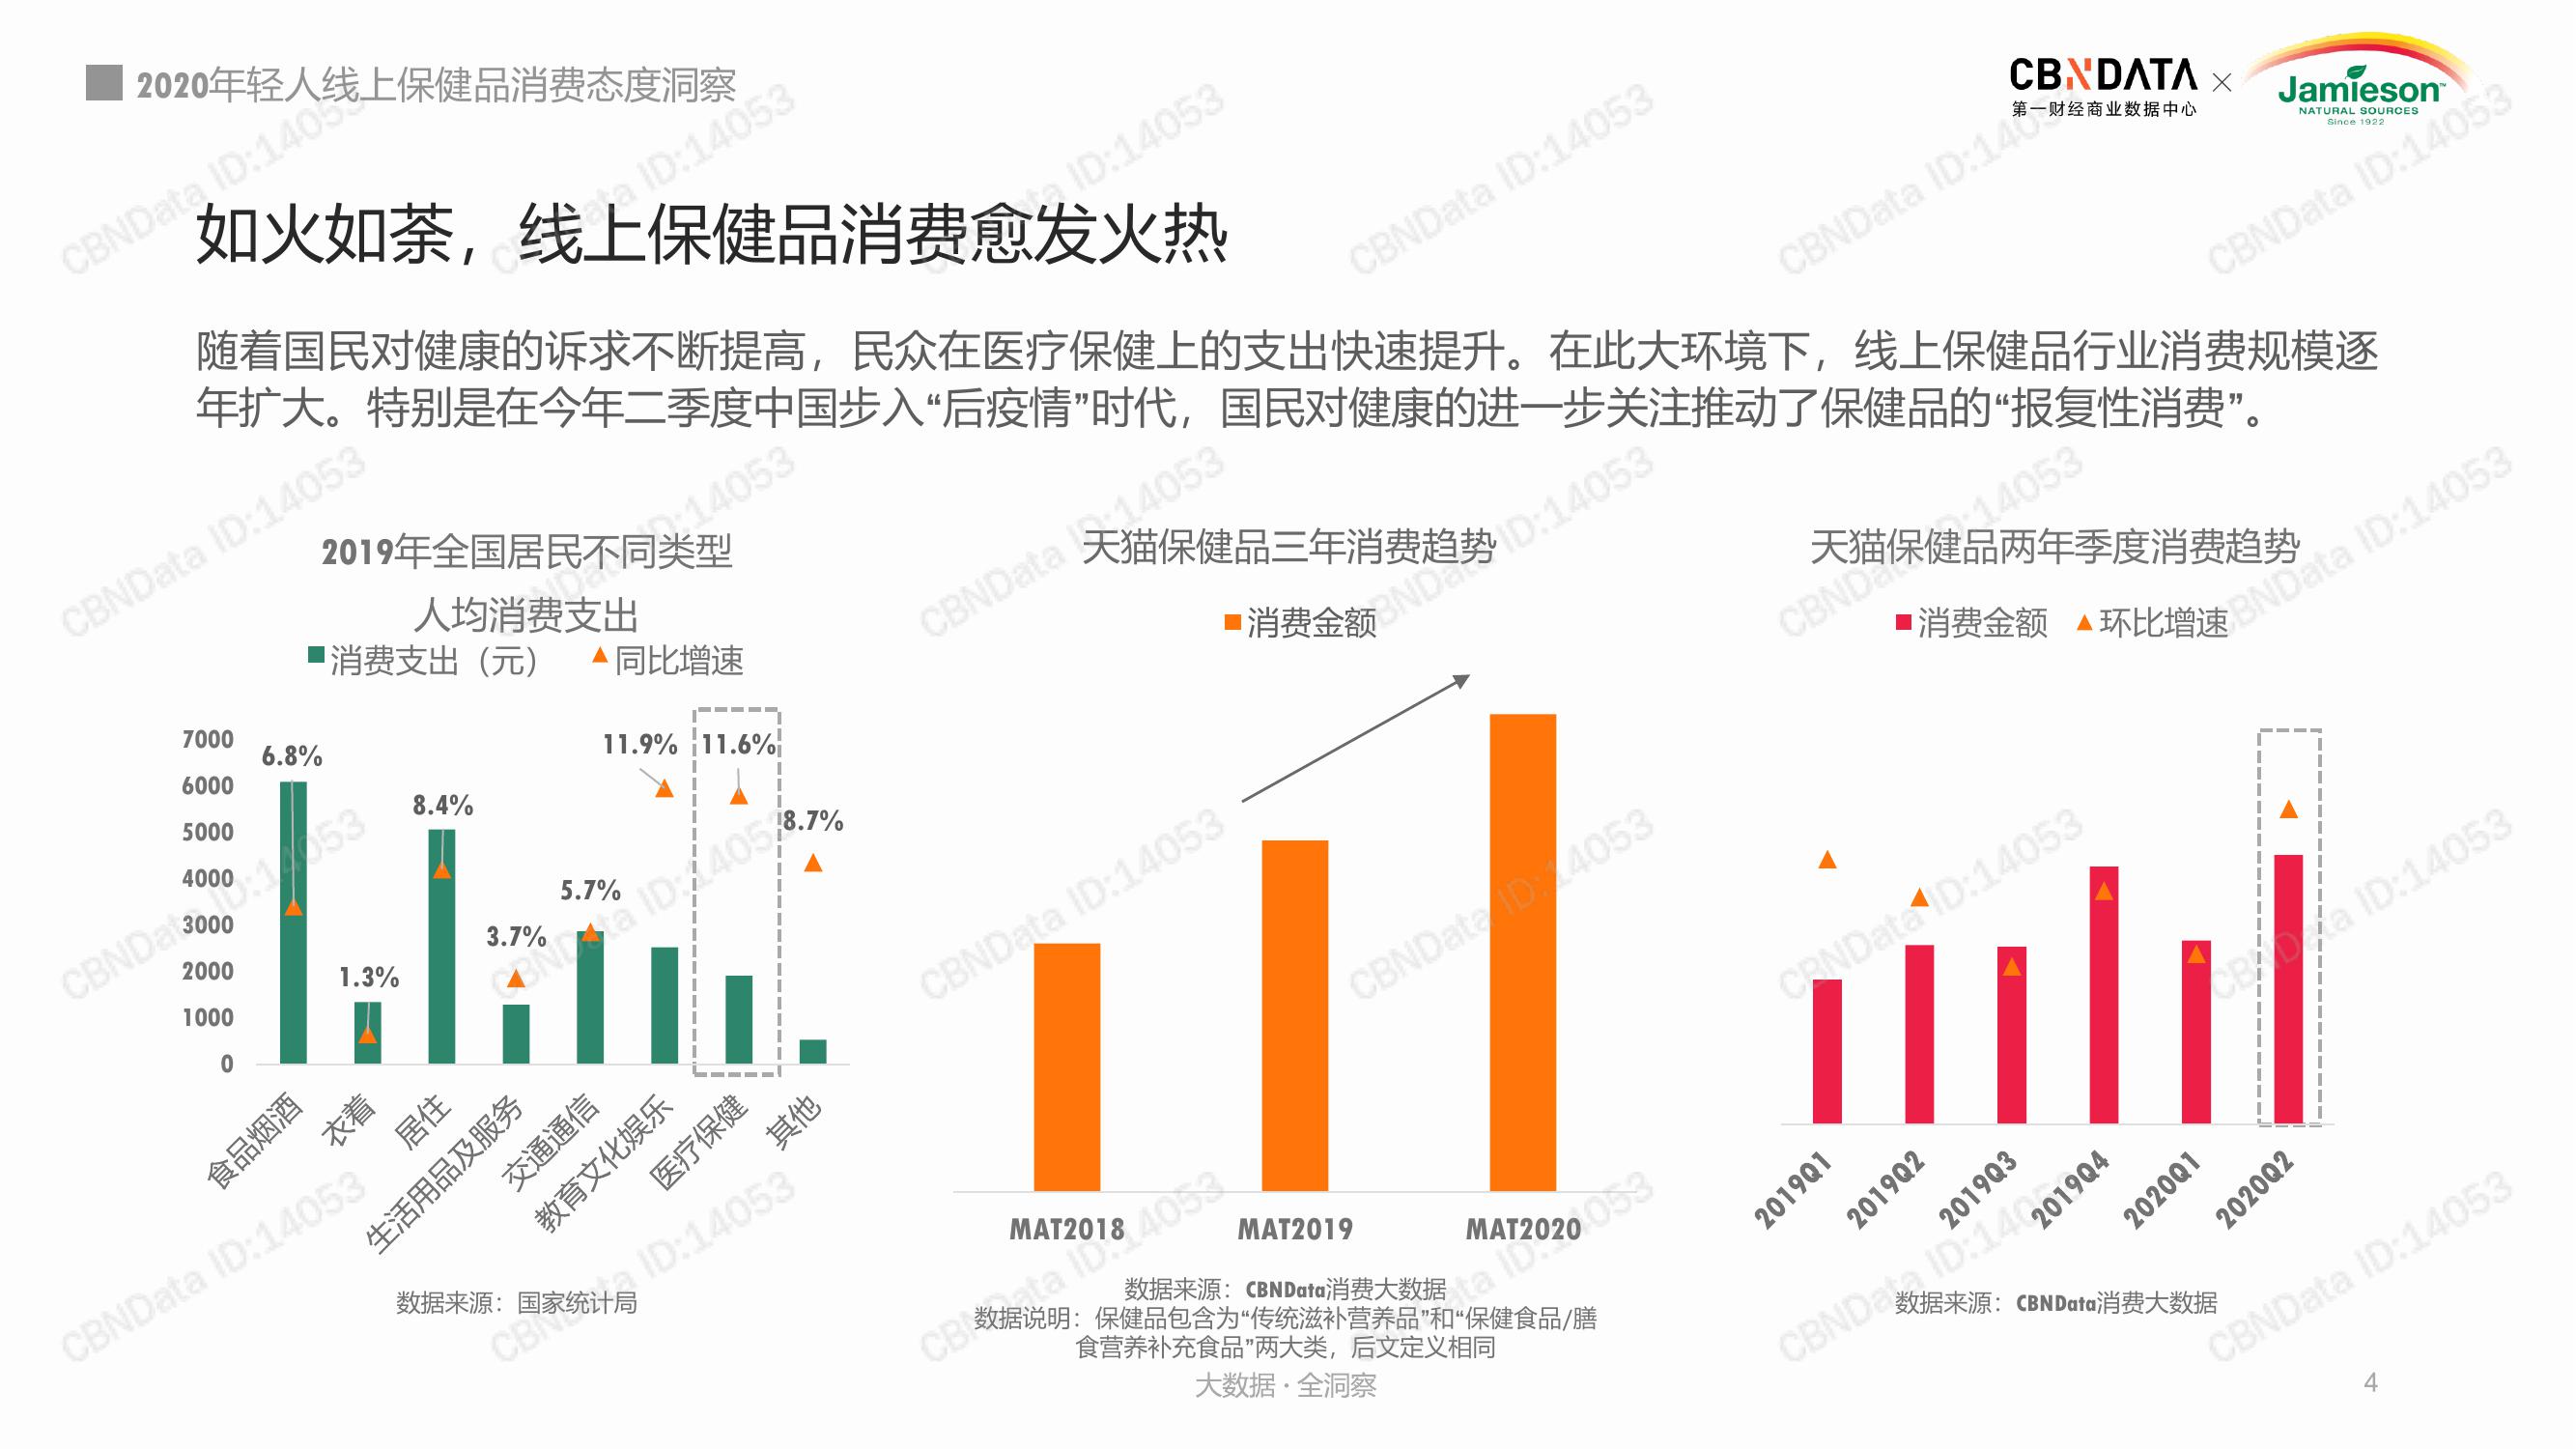 2020年轻人线上保健品消费态度洞察
CBNDATA
第一财经商业数据中心
×
Jamieson™
NATURAL SOURCES
Since 1922
如火如荼，线上保健品消费愈发火热
随着国民对健康的诉求不断提高，民众在医疗保健上的支出快速提升。在此大环境下，线上保健品行业消费规模逐
年扩大。特别是在今年二季度中国步入“后疫情”时代，国民对健康的进一步关注推动了保健品的“报复性消费”。
2019年全国居民不同类型
人均消费支出
消费支出（元） 同比增速
7000
6000
5000
4000
3000
2000
1000
0
6.8%
1.3%
8.4%
3.7%
5.7%
11.9%
11.6%
8.7%
食品烟酒
衣着
居住
生活用品及服务
交通通信
教育文化娱乐
医疗保健
其他
数据来源：国家统计局
天猫保健品三年消费趋势
消费金额
MAT2018 MAT2019 MAT2020
数据来源：CBNData消费大数据
数据说明：保健品包含为“传统滋补营养品”和“保健食品/膳
食营养补充食品”两大类，后文定义相同
天猫保健品两年季度消费趋势
消费金额 环比增速
2019Q1
2019Q2
2019Q3
2019Q4
2020Q1
2020Q2
数据来源：CBNData消费大数据
大数据·全洞察
4
CBNData ID:14053